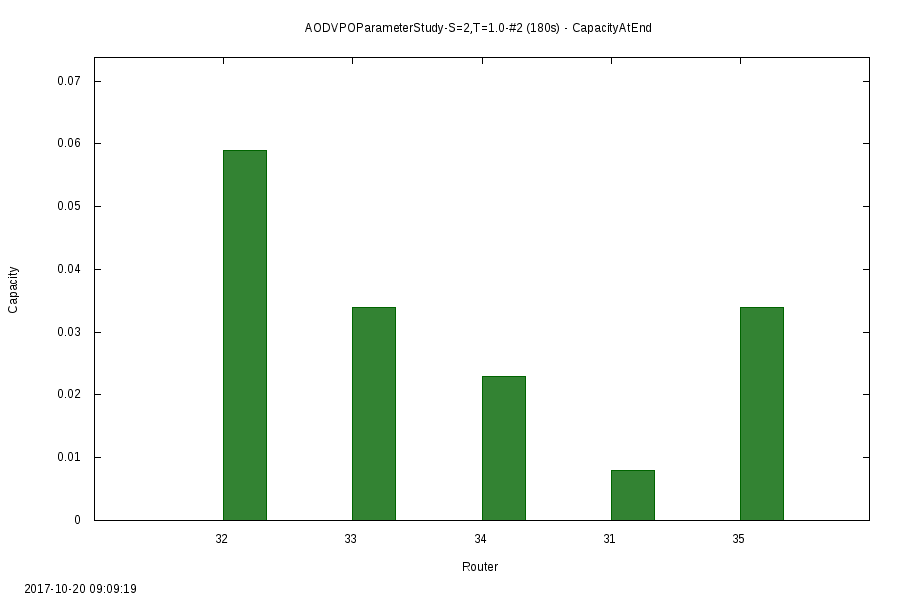 AODVPOParameterStudy-S=2,T=1.0-#2 (180s) - CapacityAtEnd
0.07
0.06
0.05
0.04
0.03
0.02
0.01
0
Capacity
32 33 34 31 35
Router
2017-10-20 09:09:19